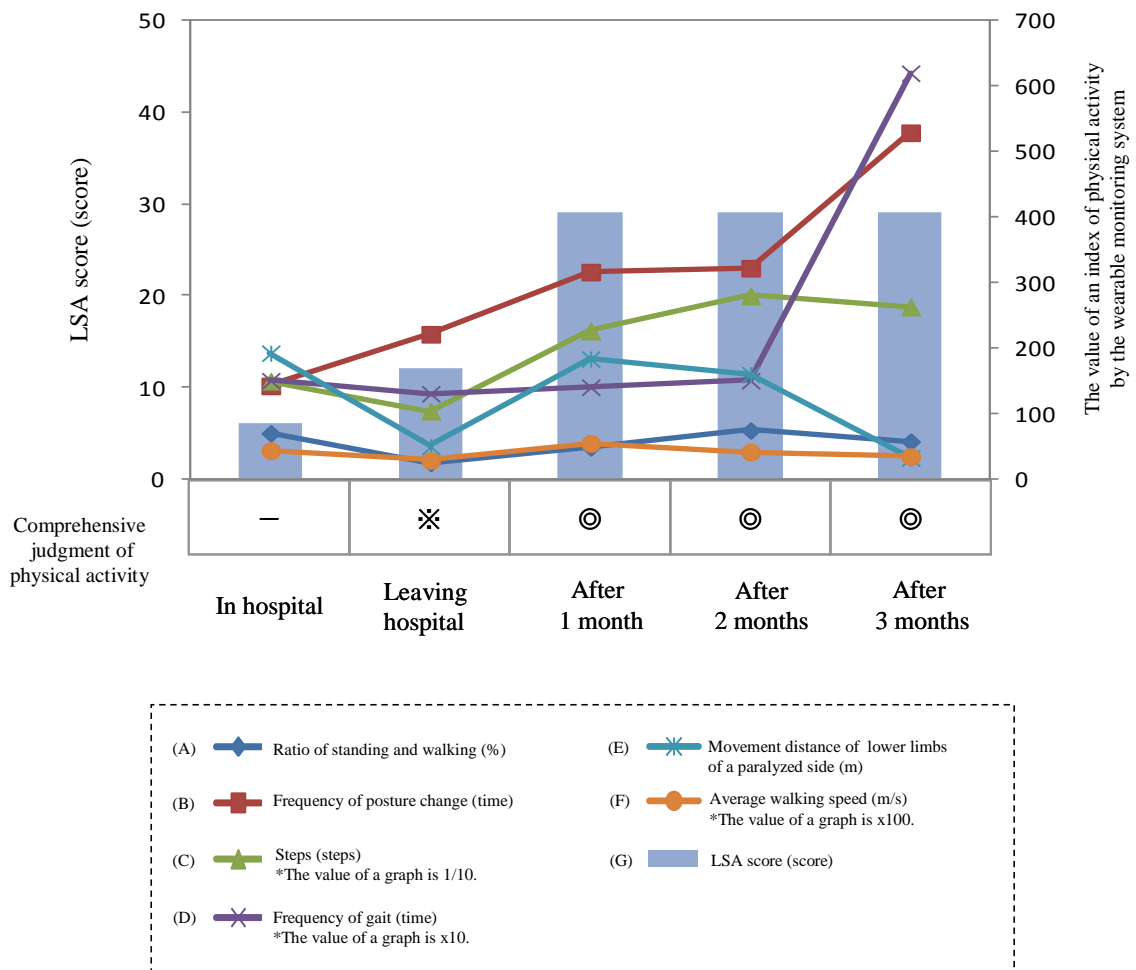 50
40
30
20
10
0
LSA score (score)
700
600
500
400
300
200
100
0
The value of an index of physical activity
by the wearable monitoring system
Comprehensive
judgment of
physical activity
— ※ ◎ ◎ ◎
In hospital
Leaving
hospital
After
1 month
After
2 months
After
3 months
(A) Ratio of standing and walking (%)
(B) Frequency of posture change (time)
(C) Steps (steps)
*The value of a graph is 1/10.
(D) Frequency of gait (time)
*The value of a graph is x10.
(E) Movement distance of lower limbs
of a paralyzed side (m)
(F) Average walking speed (m/s)
*The value of a graph is x100.
(G) LSA score (score)